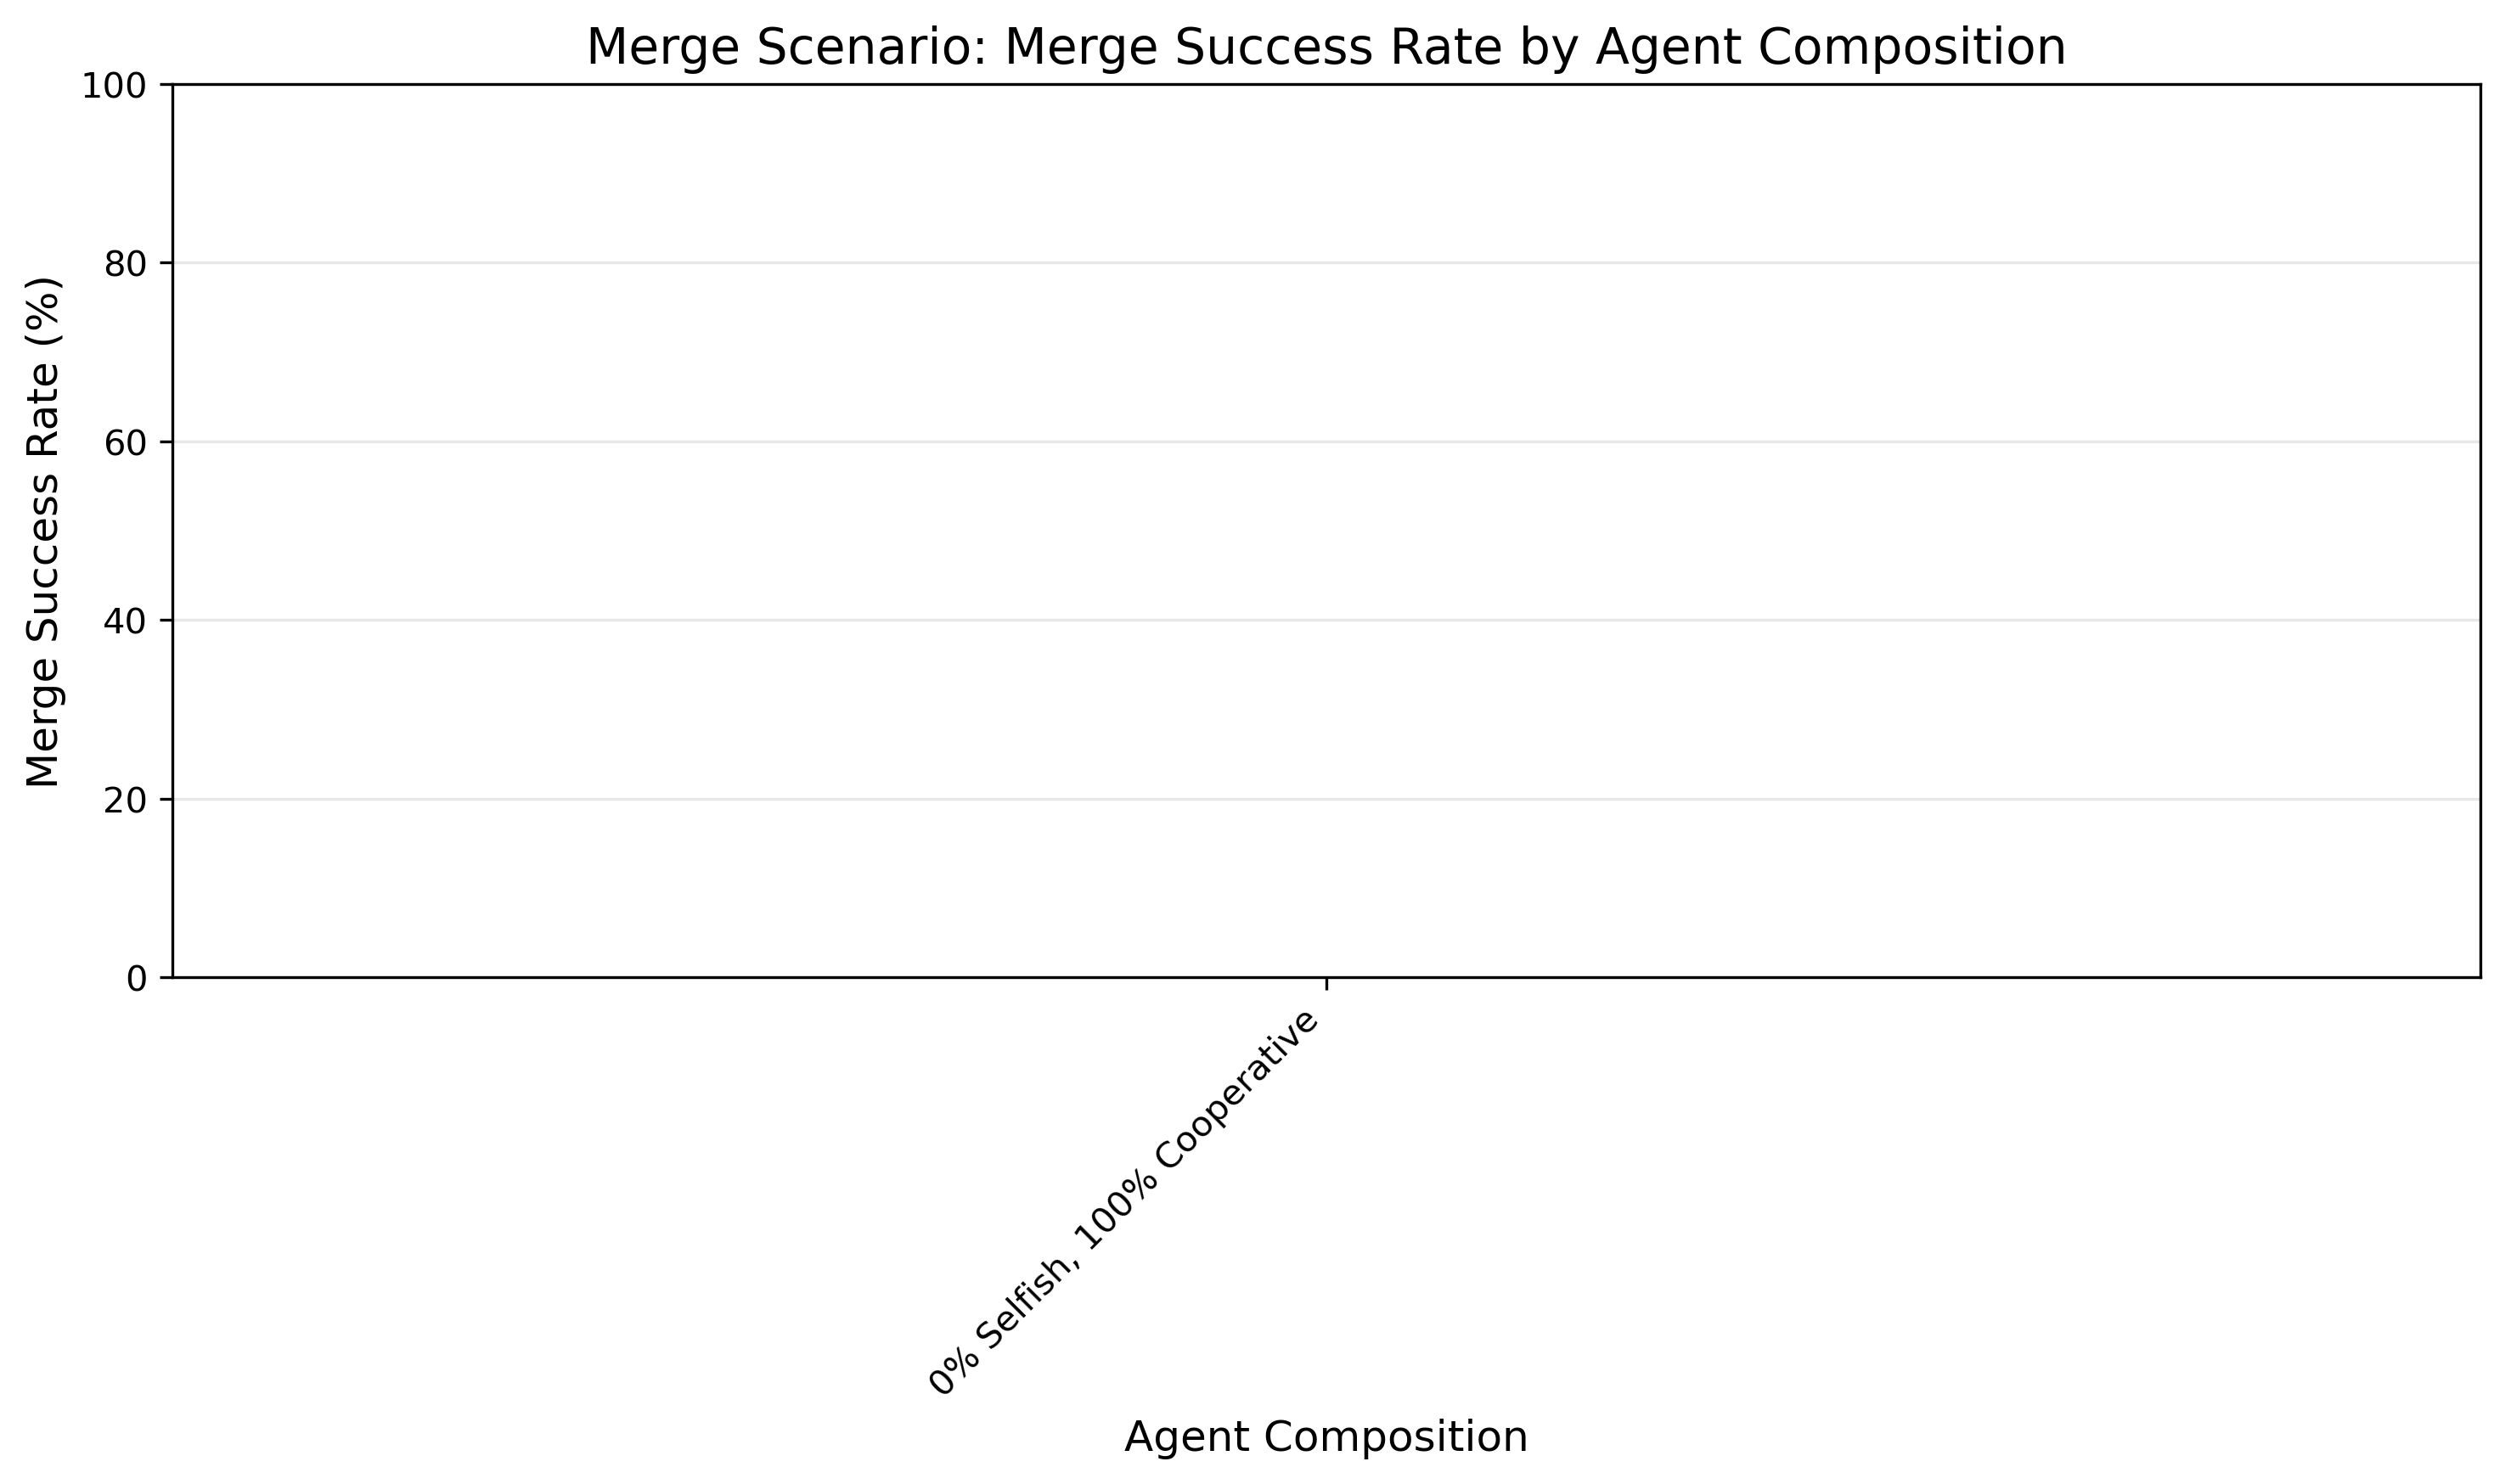 Merge Scenario: Merge Success Rate by Agent Composition
Merge Success Rate (%)
100
80
60
40
20
0
0% Selfish, 100% Cooperative
Agent Composition